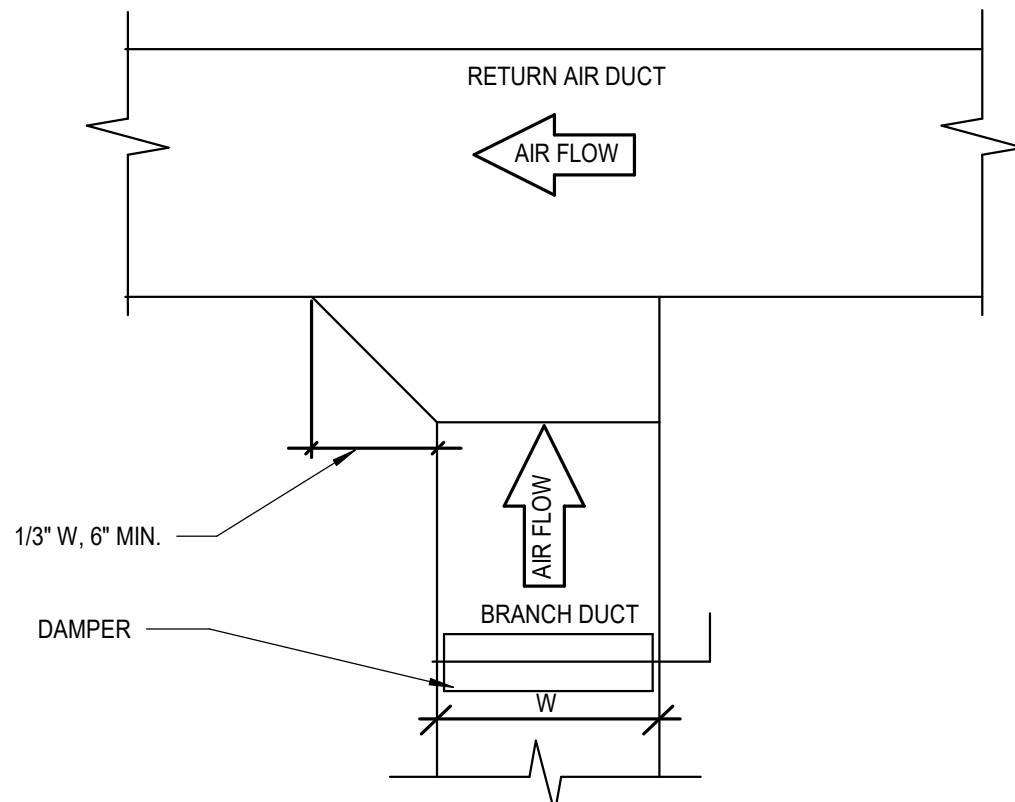 RETURN AIR DUCT
AIR FLOW
AIR FLOW
1/3" W, 6" MIN.
BRANCH DUCT
DAMPER
W